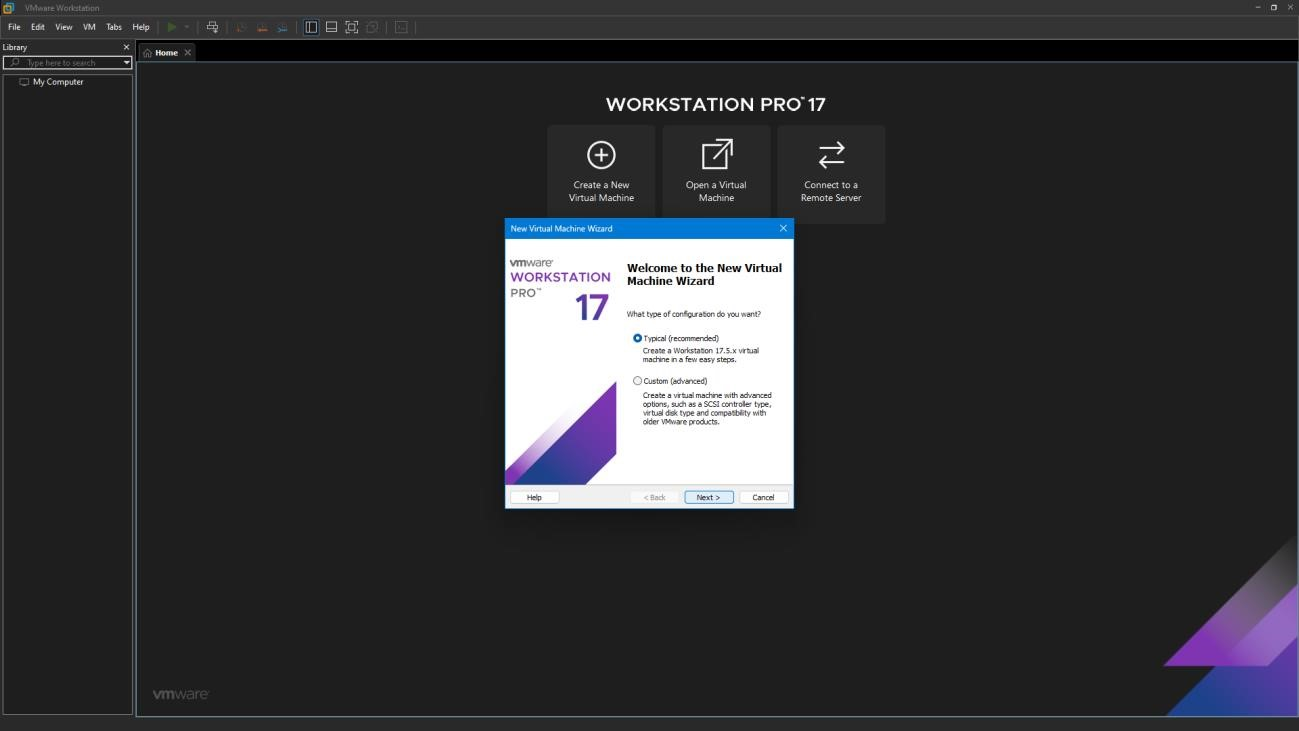 VMware Workstation
File Edit View VM Tabs Help
Library
Home
Type here to search
My Computer
WORKSTATION PRO™ 17
Create a New
Virtual Machine
Open a Virtual
Machine
Connect to a
Remote Server
New Virtual Machine Wizard
vmware
WORKSTATION
PRO™
17
Welcome to the New Virtual
Machine Wizard
What type of configuration do you want?
Typical (recommended)
Create a Workstation 17.5.x virtual
machine in a few easy steps.
Custom (advanced)
Create a virtual machine with advanced
options, such as a SCSI controller type,
virtual disk type and compatibility with
older VMware products.
Help < Back Next > Cancel
vmware